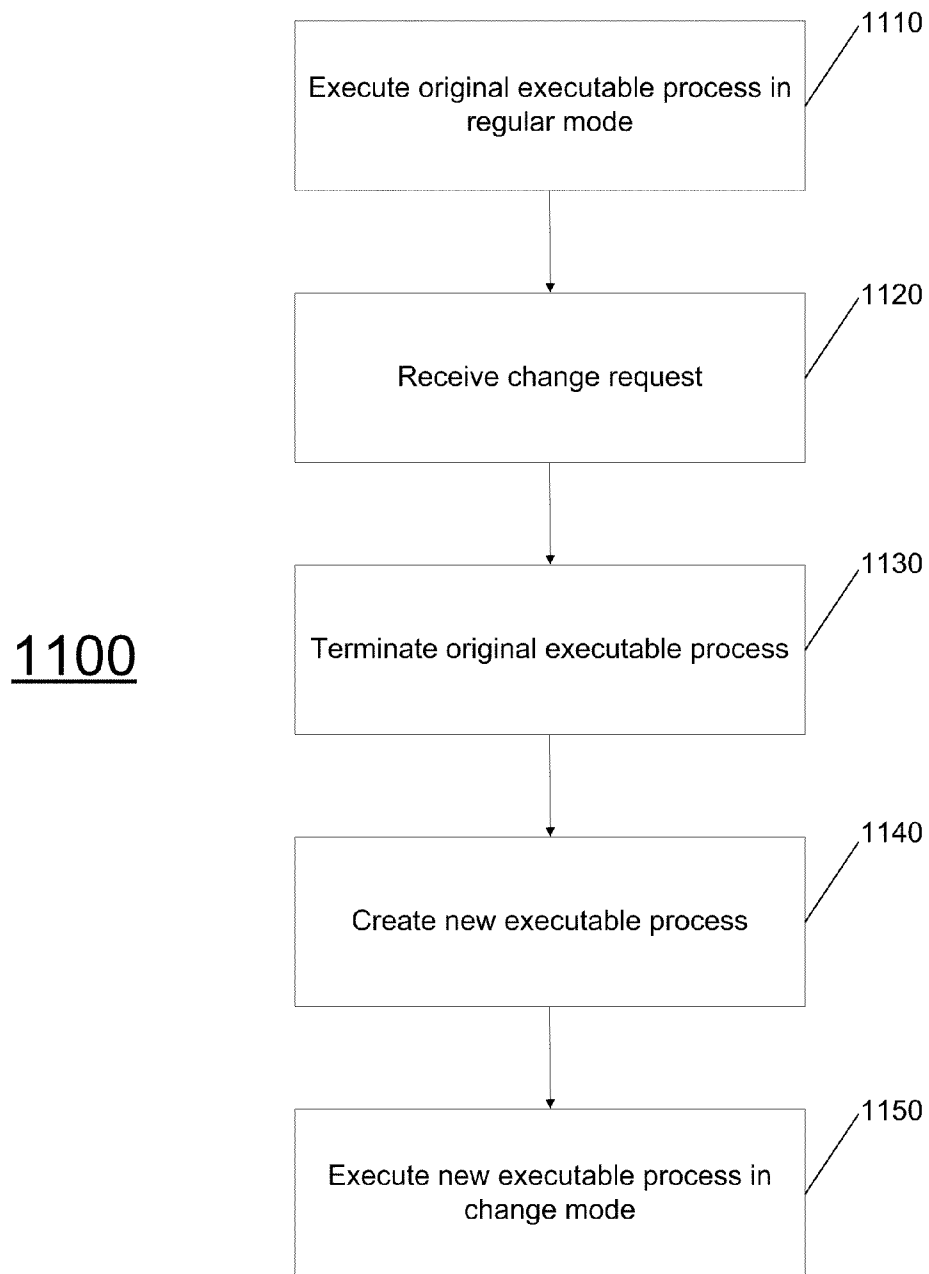 1110
Execute original executable process in
regular mode
1120
Receive change request
1130
Terminate original executable process
1100
1140
Create new executable process
1150
Execute new executable process in
change mode